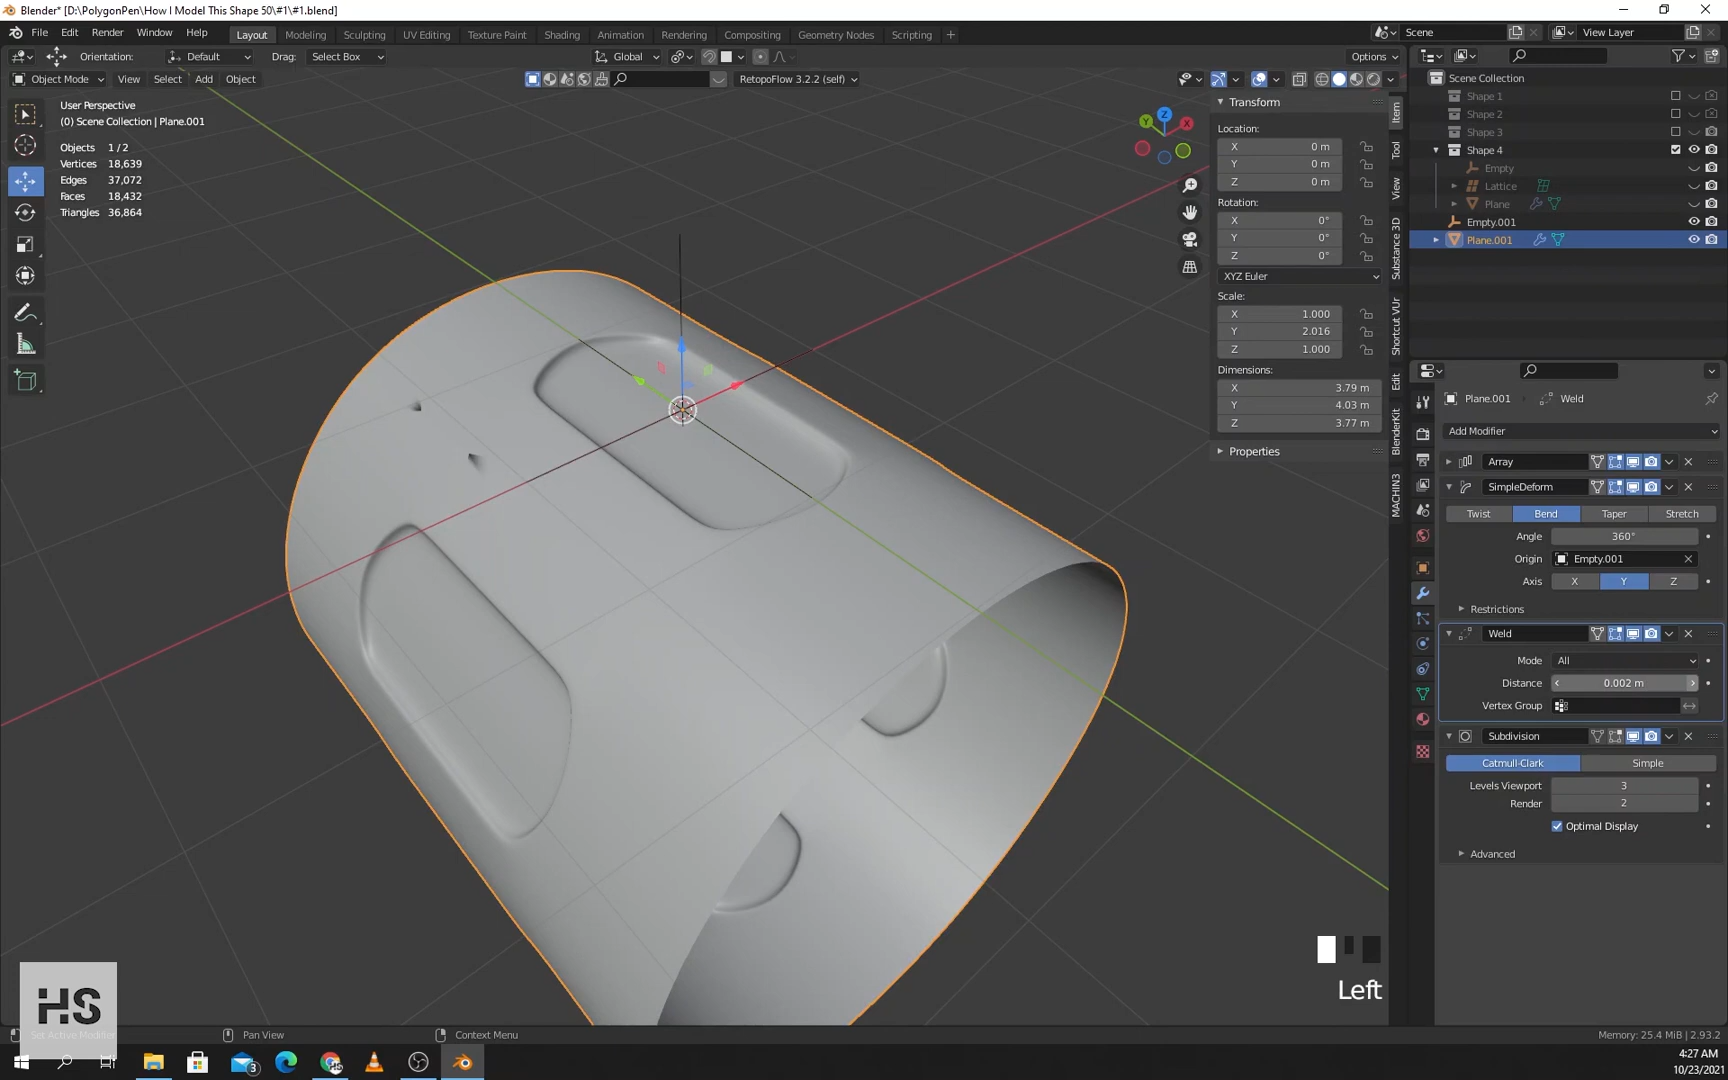 Blender* [D:\PolygonPen\How I Model This Shape 50\#1\#1.blend]
File Edit Render Window Help Layout Modeling Sculpting UV Editing Texture Paint Shading Animation Rendering Compositing Geometry Nodes Scripting + Scene View Layer
Orientation: Default Drag: Select Box Global Options
Object Mode View Select Add Object RetopoFlow 3.2.2 (self)
User Perspective
(0) Scene Collection | Plane.001
Objects 1 / 2
Vertices 18,639
Edges 37,072
Faces 18,432
Triangles 36,864
Y Z X
Transform
Location:
X 0 m
Y 0 m
Z 0 m
Rotation:
X 0°
Y 0°
Z 0°
XYZ Euler
Scale:
X 1.000
Y 2.016
Z 1.000
Dimensions:
X 3.79 m
Y 4.03 m
Z 3.77 m
Properties
Item
Tool
View
Substance 3D
Shortcut VUr
Edit
BlenderKit
MACHIN3
Scene Collection
Shape 1
Shape 2
Shape 3
Shape 4
Empty
Lattice
Plane
Empty.001
Plane.001
Plane.001 Weld
Add Modifier
Array
SimpleDeform
Twist Bend Taper Stretch
Angle 360°
Origin Empty.001
Axis X Y Z
Restrictions
Weld
Mode All
Distance 0.002 m
Vertex Group
Subdivision
Catmull-Clark Simple
Levels Viewport 3
Render 2
Optimal Display
Advanced
Left
HS
Set Active Modifier Pan View Context Menu Memory: 25.4 MiB | 2.93.2
3
4:27 AM
10/23/2021